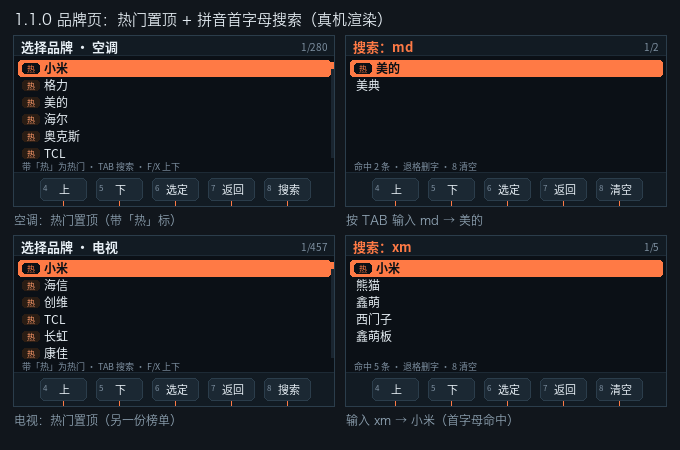 1.1.0 品牌页：热门置顶 + 拼音首字母搜索（真机渲染）
选择品牌 · 空调 1/280
热 小米
热 格力
热 美的
热 海尔
热 奥克斯
热 TCL
带「热」为热门 · TAB 搜索 · F/X 上下
4 上 5 下 6 选定 7 返回 8 搜索
空调：热门置顶（带「热」标）
搜索：md 1/2
热 美的
美典
命中 2 条 · 退格删字 · 8 清空
4 上 5 下 6 选定 7 返回 8 清空
按 TAB 输入 md → 美的
选择品牌 · 电视 1/457
热 小米
热 海信
热 创维
热 TCL
热 长虹
热 康佳
带「热」为热门 · TAB 搜索 · F/X 上下
4 上 5 下 6 选定 7 返回 8 搜索
电视：热门置顶（另一份榜单）
搜索：xm 1/5
热 小米
熊猫
鑫萌
西门子
鑫萌板
命中 5 条 · 退格删字 · 8 清空
4 上 5 下 6 选定 7 返回 8 清空
输入 xm → 小米（首字母命中）